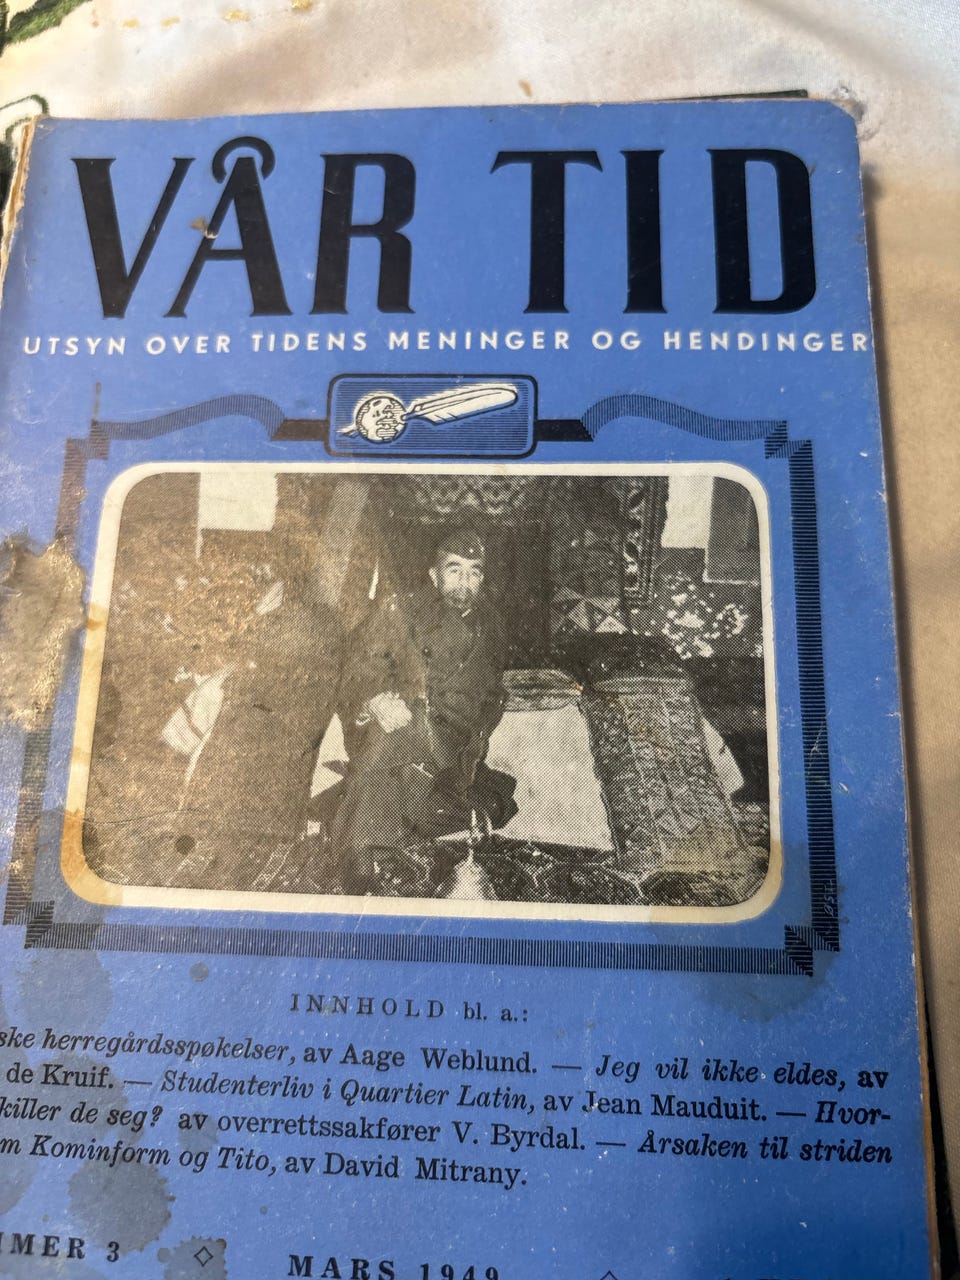 VÅR TID
UTSYN OVER TIDENS MENINGER OG HENDINGER
INNHOLD bl. a.:
ske herregårdsspøkelser, av Aage Weblund. — Jeg vil ikke eldes, av
de Kruif. — Studenterliv i Quartier Latin, av Jean Mauduit. — Hvor-
killer de seg? av overrettssakfører V. Byrdal. — Årsaken til striden
m Kominform og Tito, av David Mitrany.
MMER 3 MARS 1949